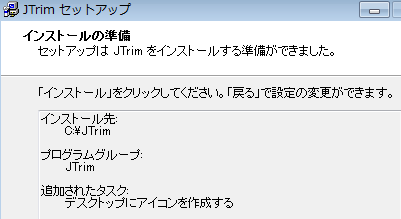 JTrim セットアップ
インストールの準備
セットアップは JTrim をインストールする準備ができました。
「インストール」をクリックしてください。「戻る」で設定の変更ができます。
インストール先:
C:¥JTrim
プログラムグループ:
JTrim
追加されたタスク:
デスクトップにアイコンを作成する